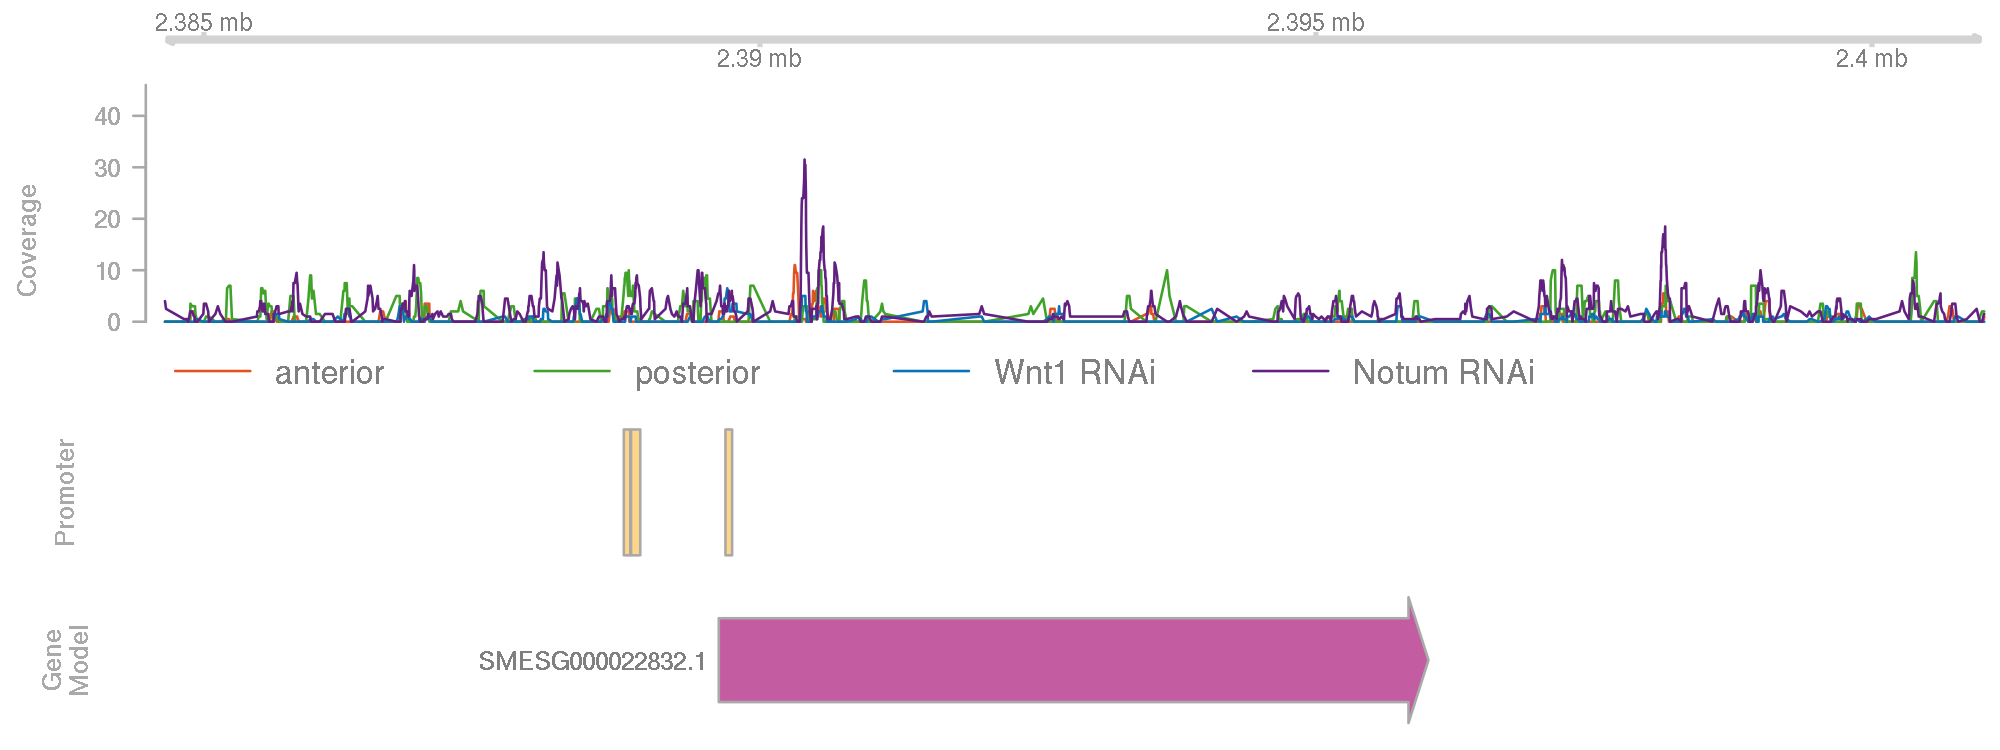 2.385 mb
2.395 mb
2.39 mb
2.4 mb
Coverage
40
30
20
10
0
anterior
posterior
Wnt1 RNAi
Notum RNAi
Promoter
Gene
Model
SMESG000022832.1